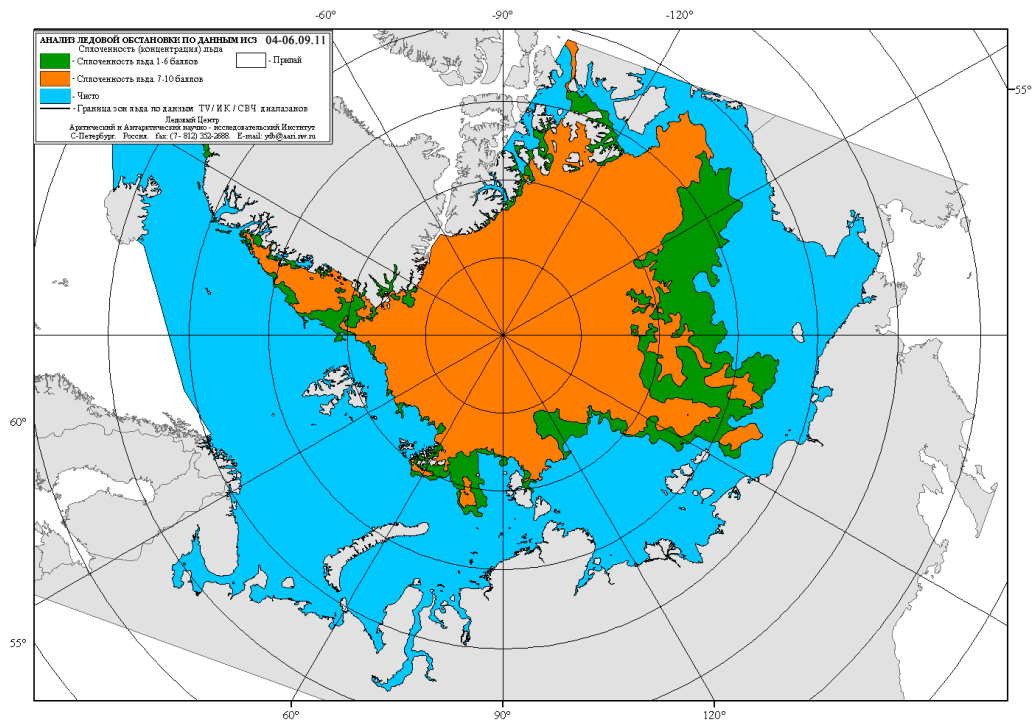 -60°
-90°
-120°
АНАЛИЗ ЛЕДОВОЙ ОБСТАНОВКИ ПО ДАННЫМ ИСЗ 04-06.09.11
Сплоченность (концентрация) льда
- Сплоченность льда 1-6 баллов
- Припай
- Сплоченность льда 7-10 баллов
- Чисто
- Граница зон льда по данным TV / ИК / СВЧ диапазонов
Ледовый Центр
Арктический и Антарктический научно - исследовательский Институт
С-Петербург. Россия. fax: (7- 812) 352-2688. E-mail: ydb@aari.nw.ru
55°
60°
55°
60°
90°
120°